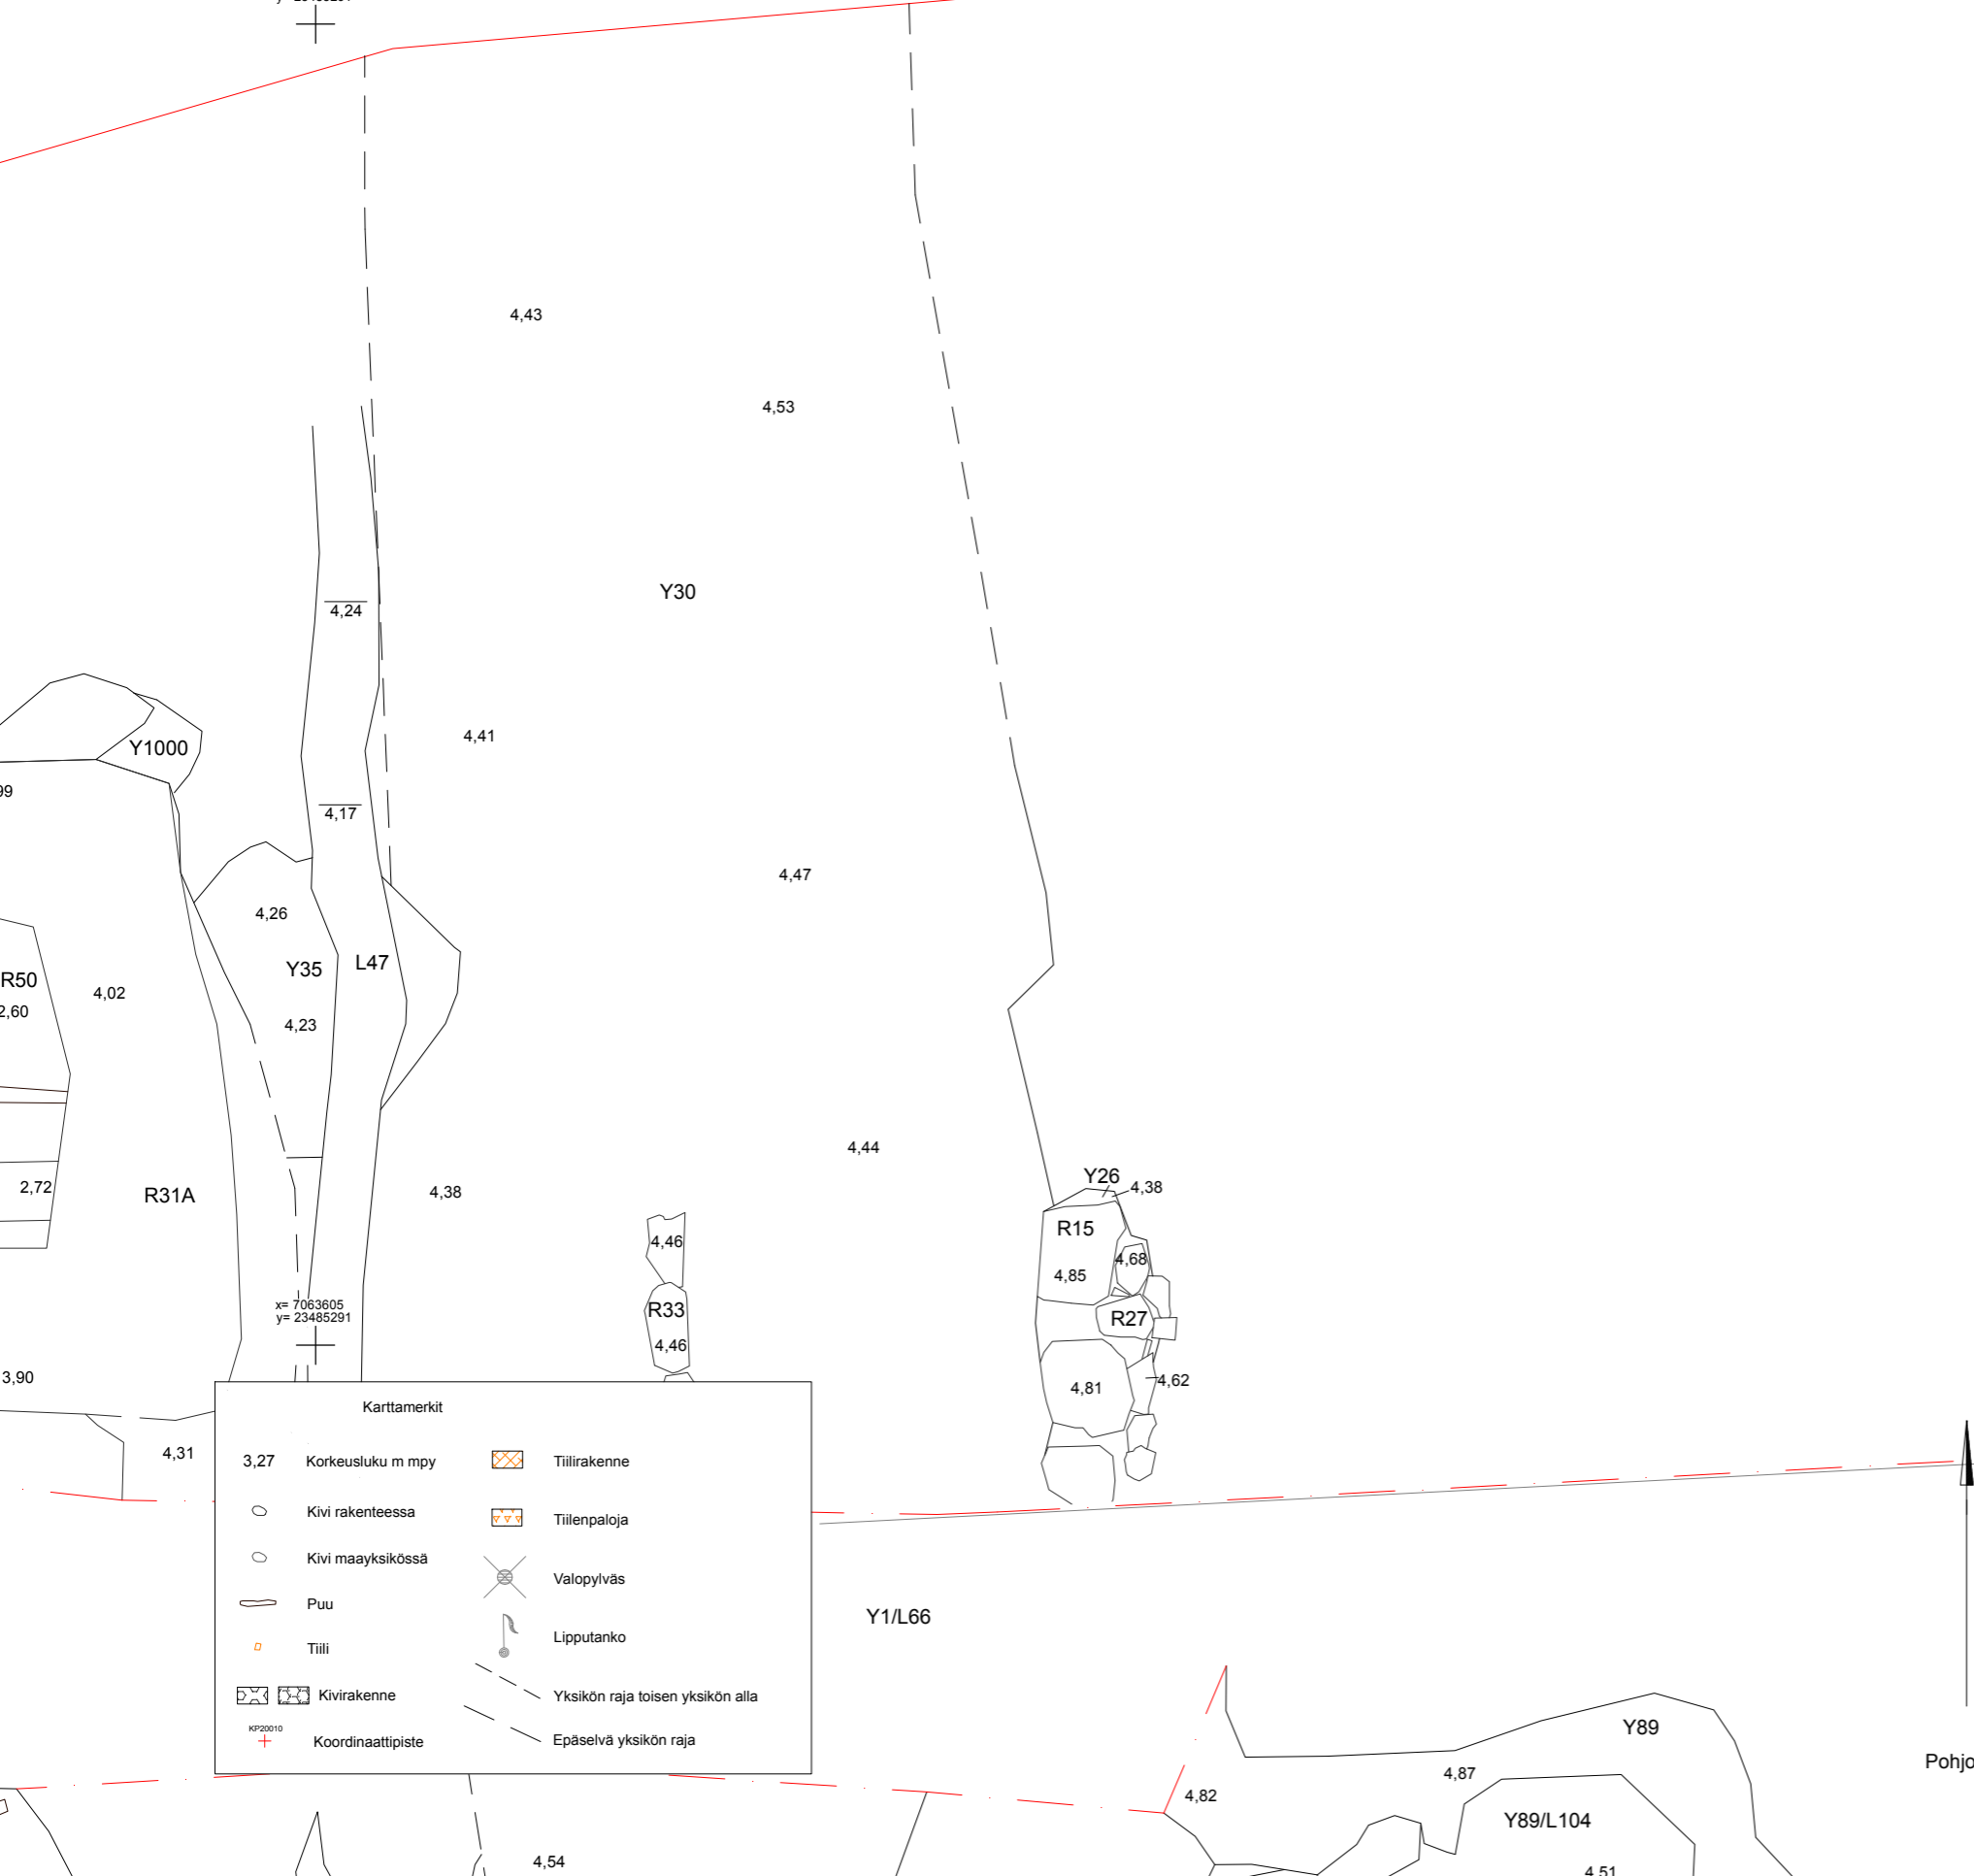 4,43
4,53
Y30
4,24
4,41
Y1000
4,17
99
4,47
4,26
Y35
L47
R50
4,02
2,60
4,23
4,44
Y26
4,38
2,72
R31A
4,38
R15
4,46
4,68
4,85
x= 7063605
y= 23485291
R33
R27
4,46
3,90
4,81
4,62
4,31
Karttamerkit
3,27 Korkeusluku m mpy
Kivi rakenteessa
Kivi maayksikössä
Puu
Tiili
Kivirakenne
KP20010
Koordinaattipiste
Tiilirakenne
Tiilenpaloja
Valopylväs
Lipputanko
Yksikön raja toisen yksikön alla
Epäselvä yksikön raja
Y1/L66
Y89
Pohjo
4,87
4,82
Y89/L104
4,54
4,51